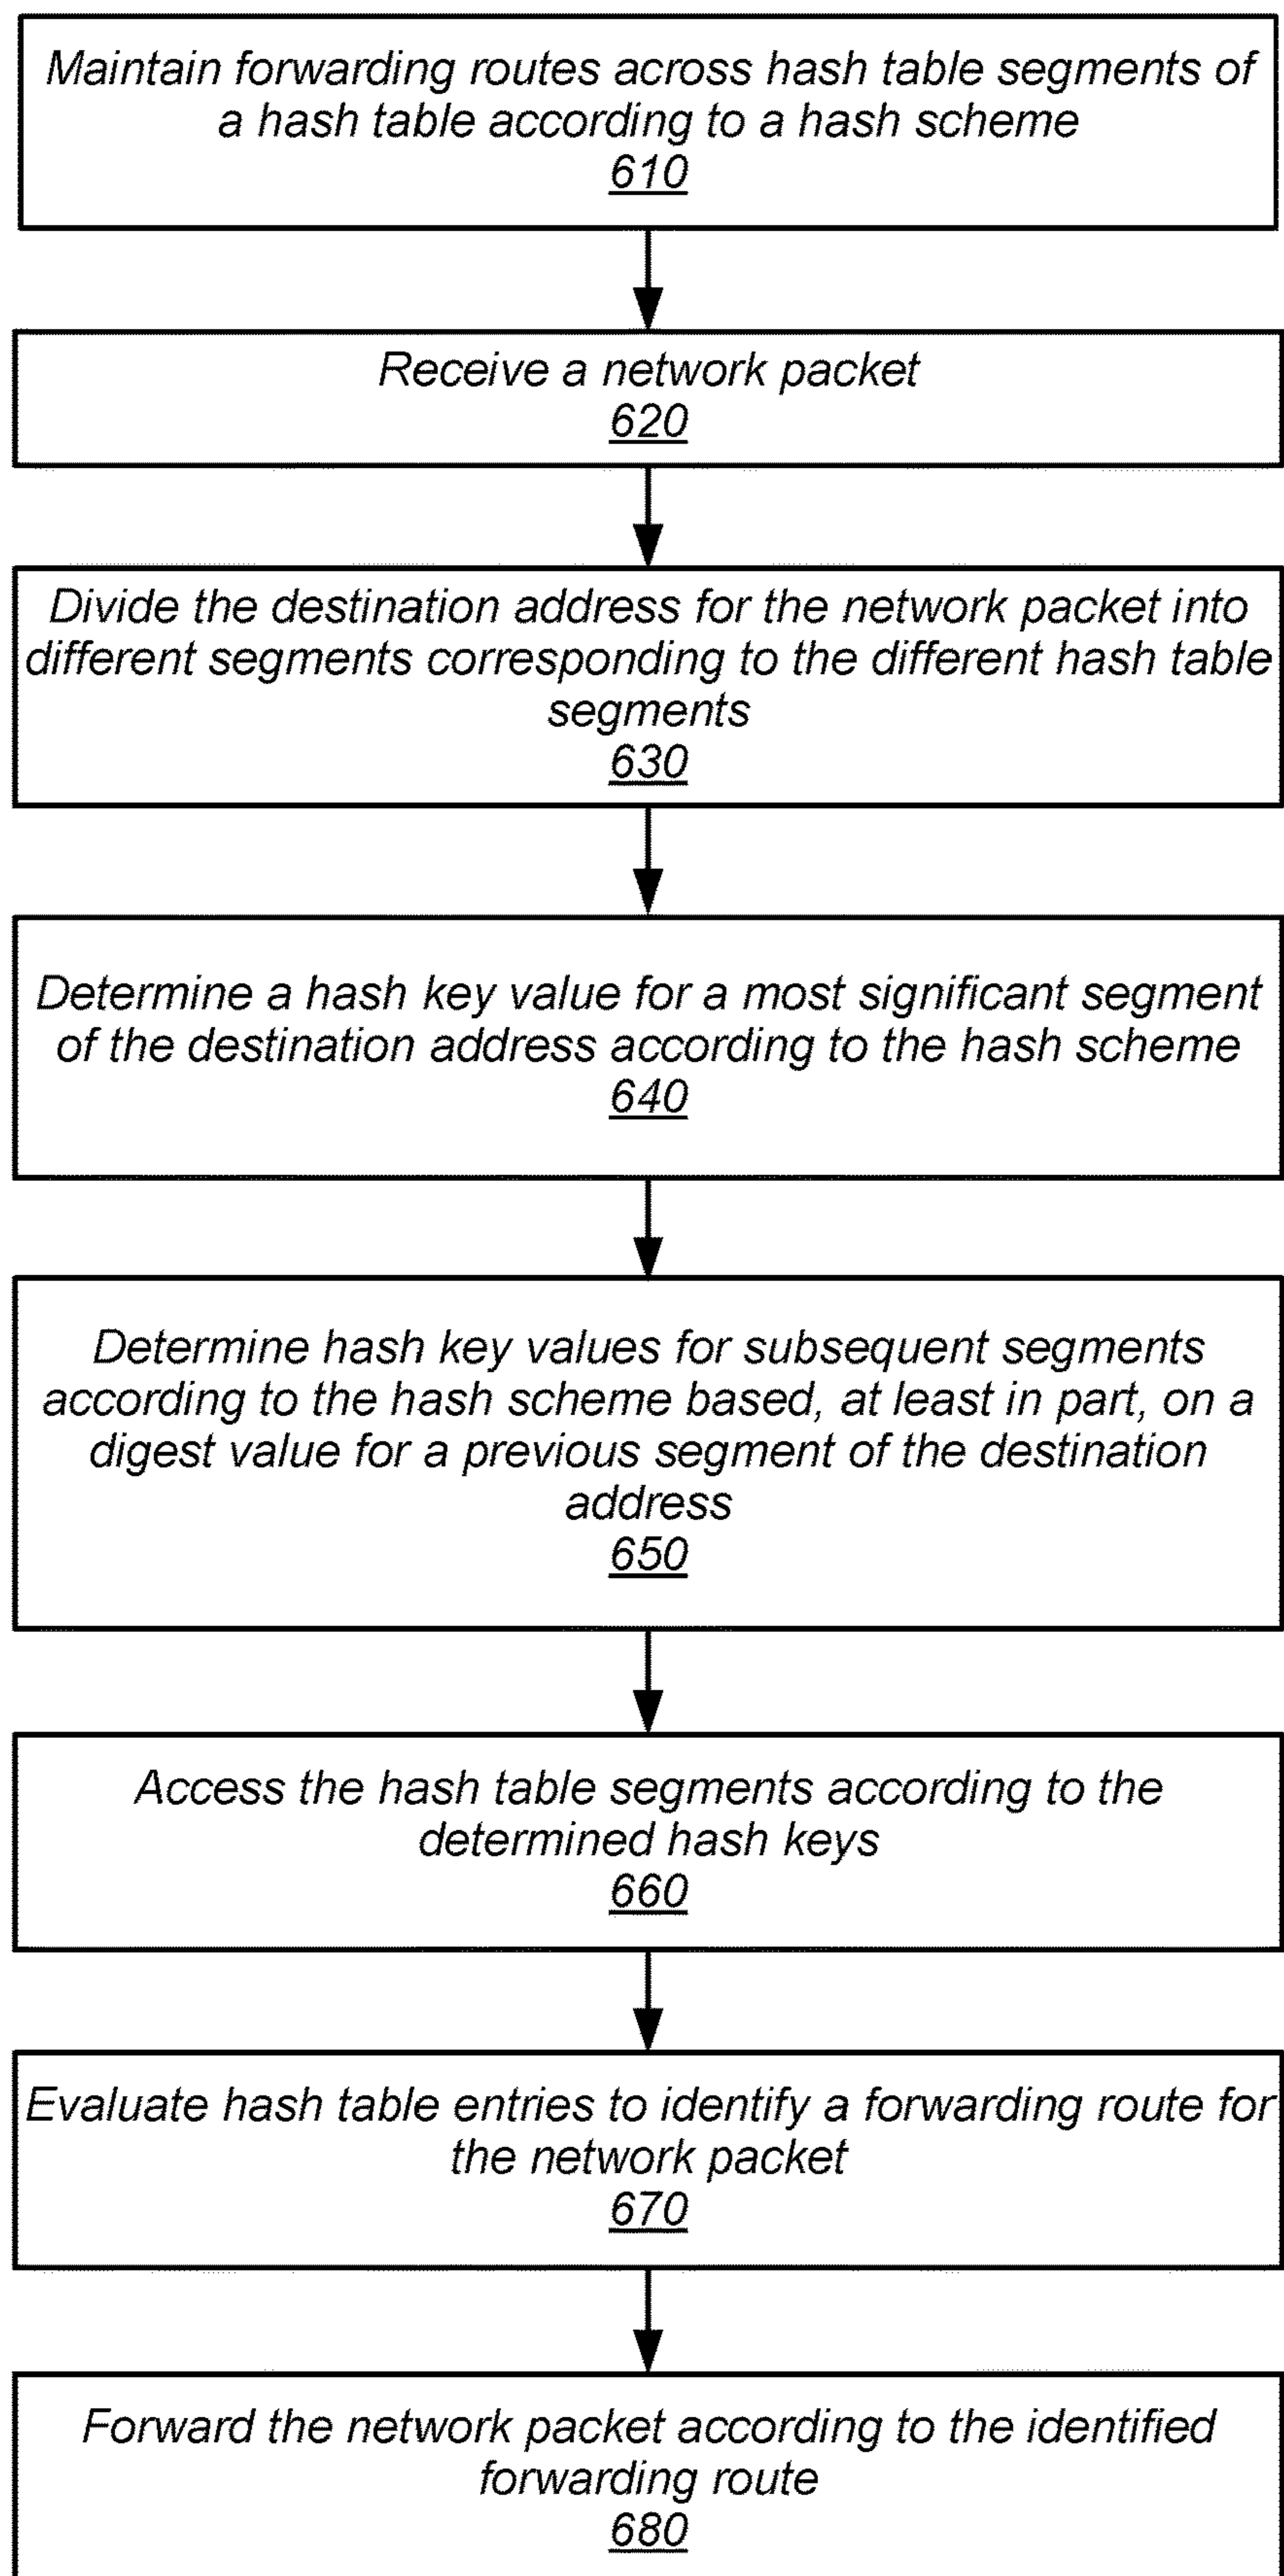 Maintain forwarding routes across hash table segments of
a hash table according to a hash scheme
610
Receive a network packet
620
Divide the destination address for the network packet into
different segments corresponding to the different hash table
segments
630
Determine a hash key value for a most significant segment
of the destination address according to the hash scheme
640
Determine hash key values for subsequent segments
according to the hash scheme based, at least in part, on a
digest value for a previous segment of the destination
address
650
Access the hash table segments according to the
determined hash keys
660
Evaluate hash table entries to identify a forwarding route for
the network packet
670
Forward the network packet according to the identified
forwarding route
680